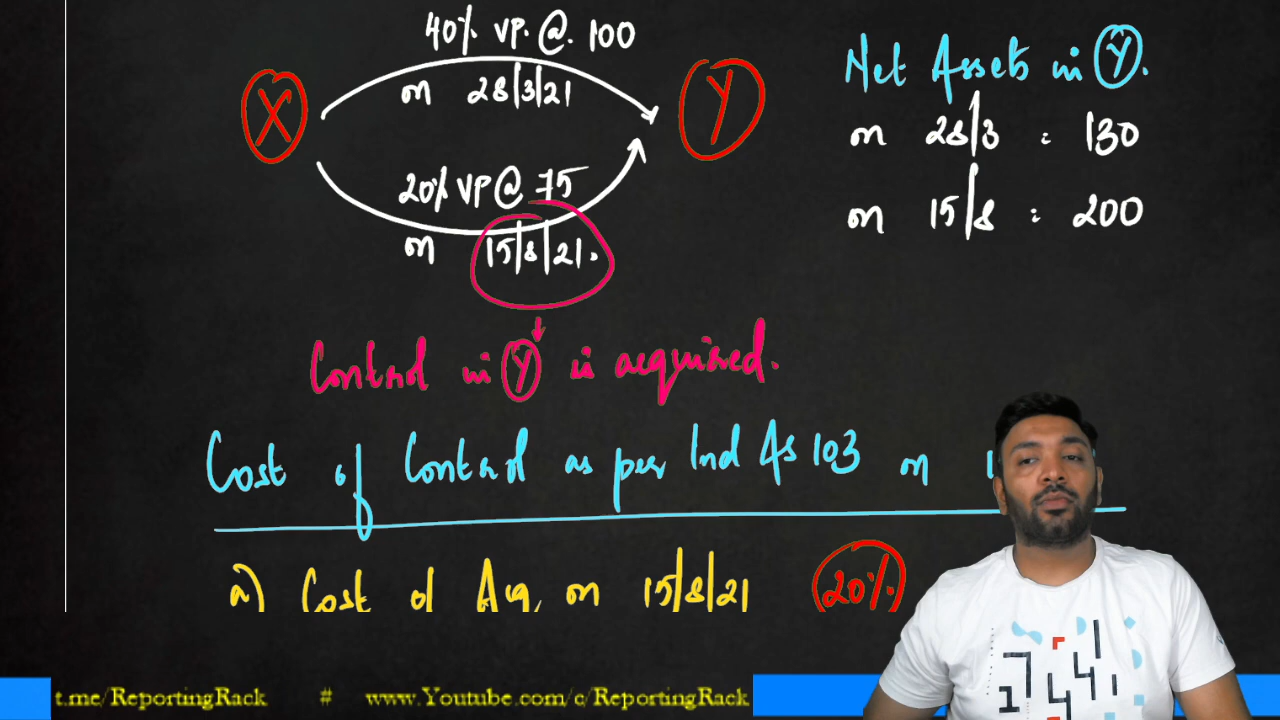 40% VP @ 100
on 28/3/21
X
Y
20% VP @ 75
on 15/8/21.
Net Assets in Y.
on 28/3 : 130
on 15/8 : 200
Control in Y is acquired.
Cost of Control as per Ind As 103 on
a) Cost of Acq. on 15/8/21 20%
t.me/ReportingRack # www.Youtube.com/c/ReportingRack